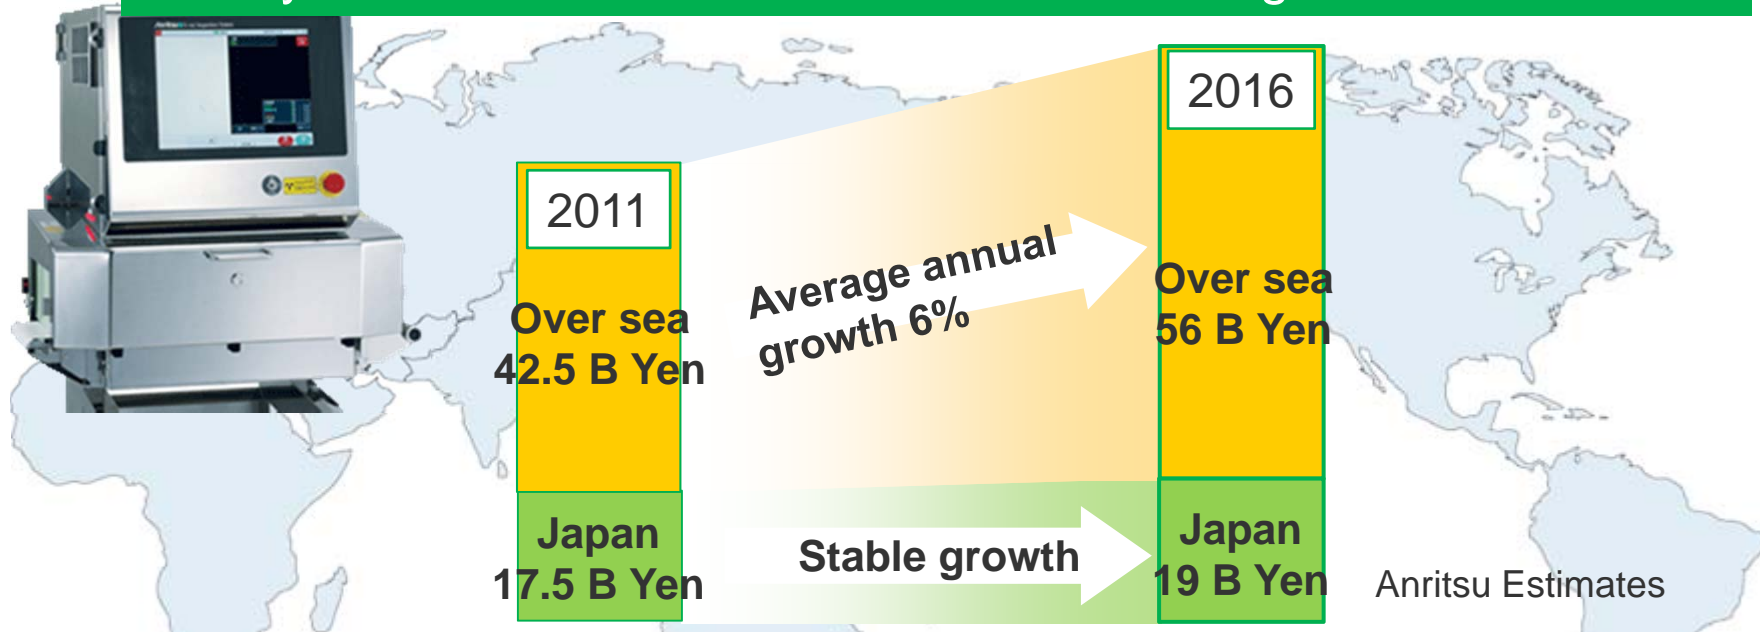 2011
Over sea
42.5 B Yen
Japan
17.5 B Yen
Average annual
growth 6%
Stable growth
2016
Over sea
56 B Yen
Japan
19 B Yen
Anritsu Estimates